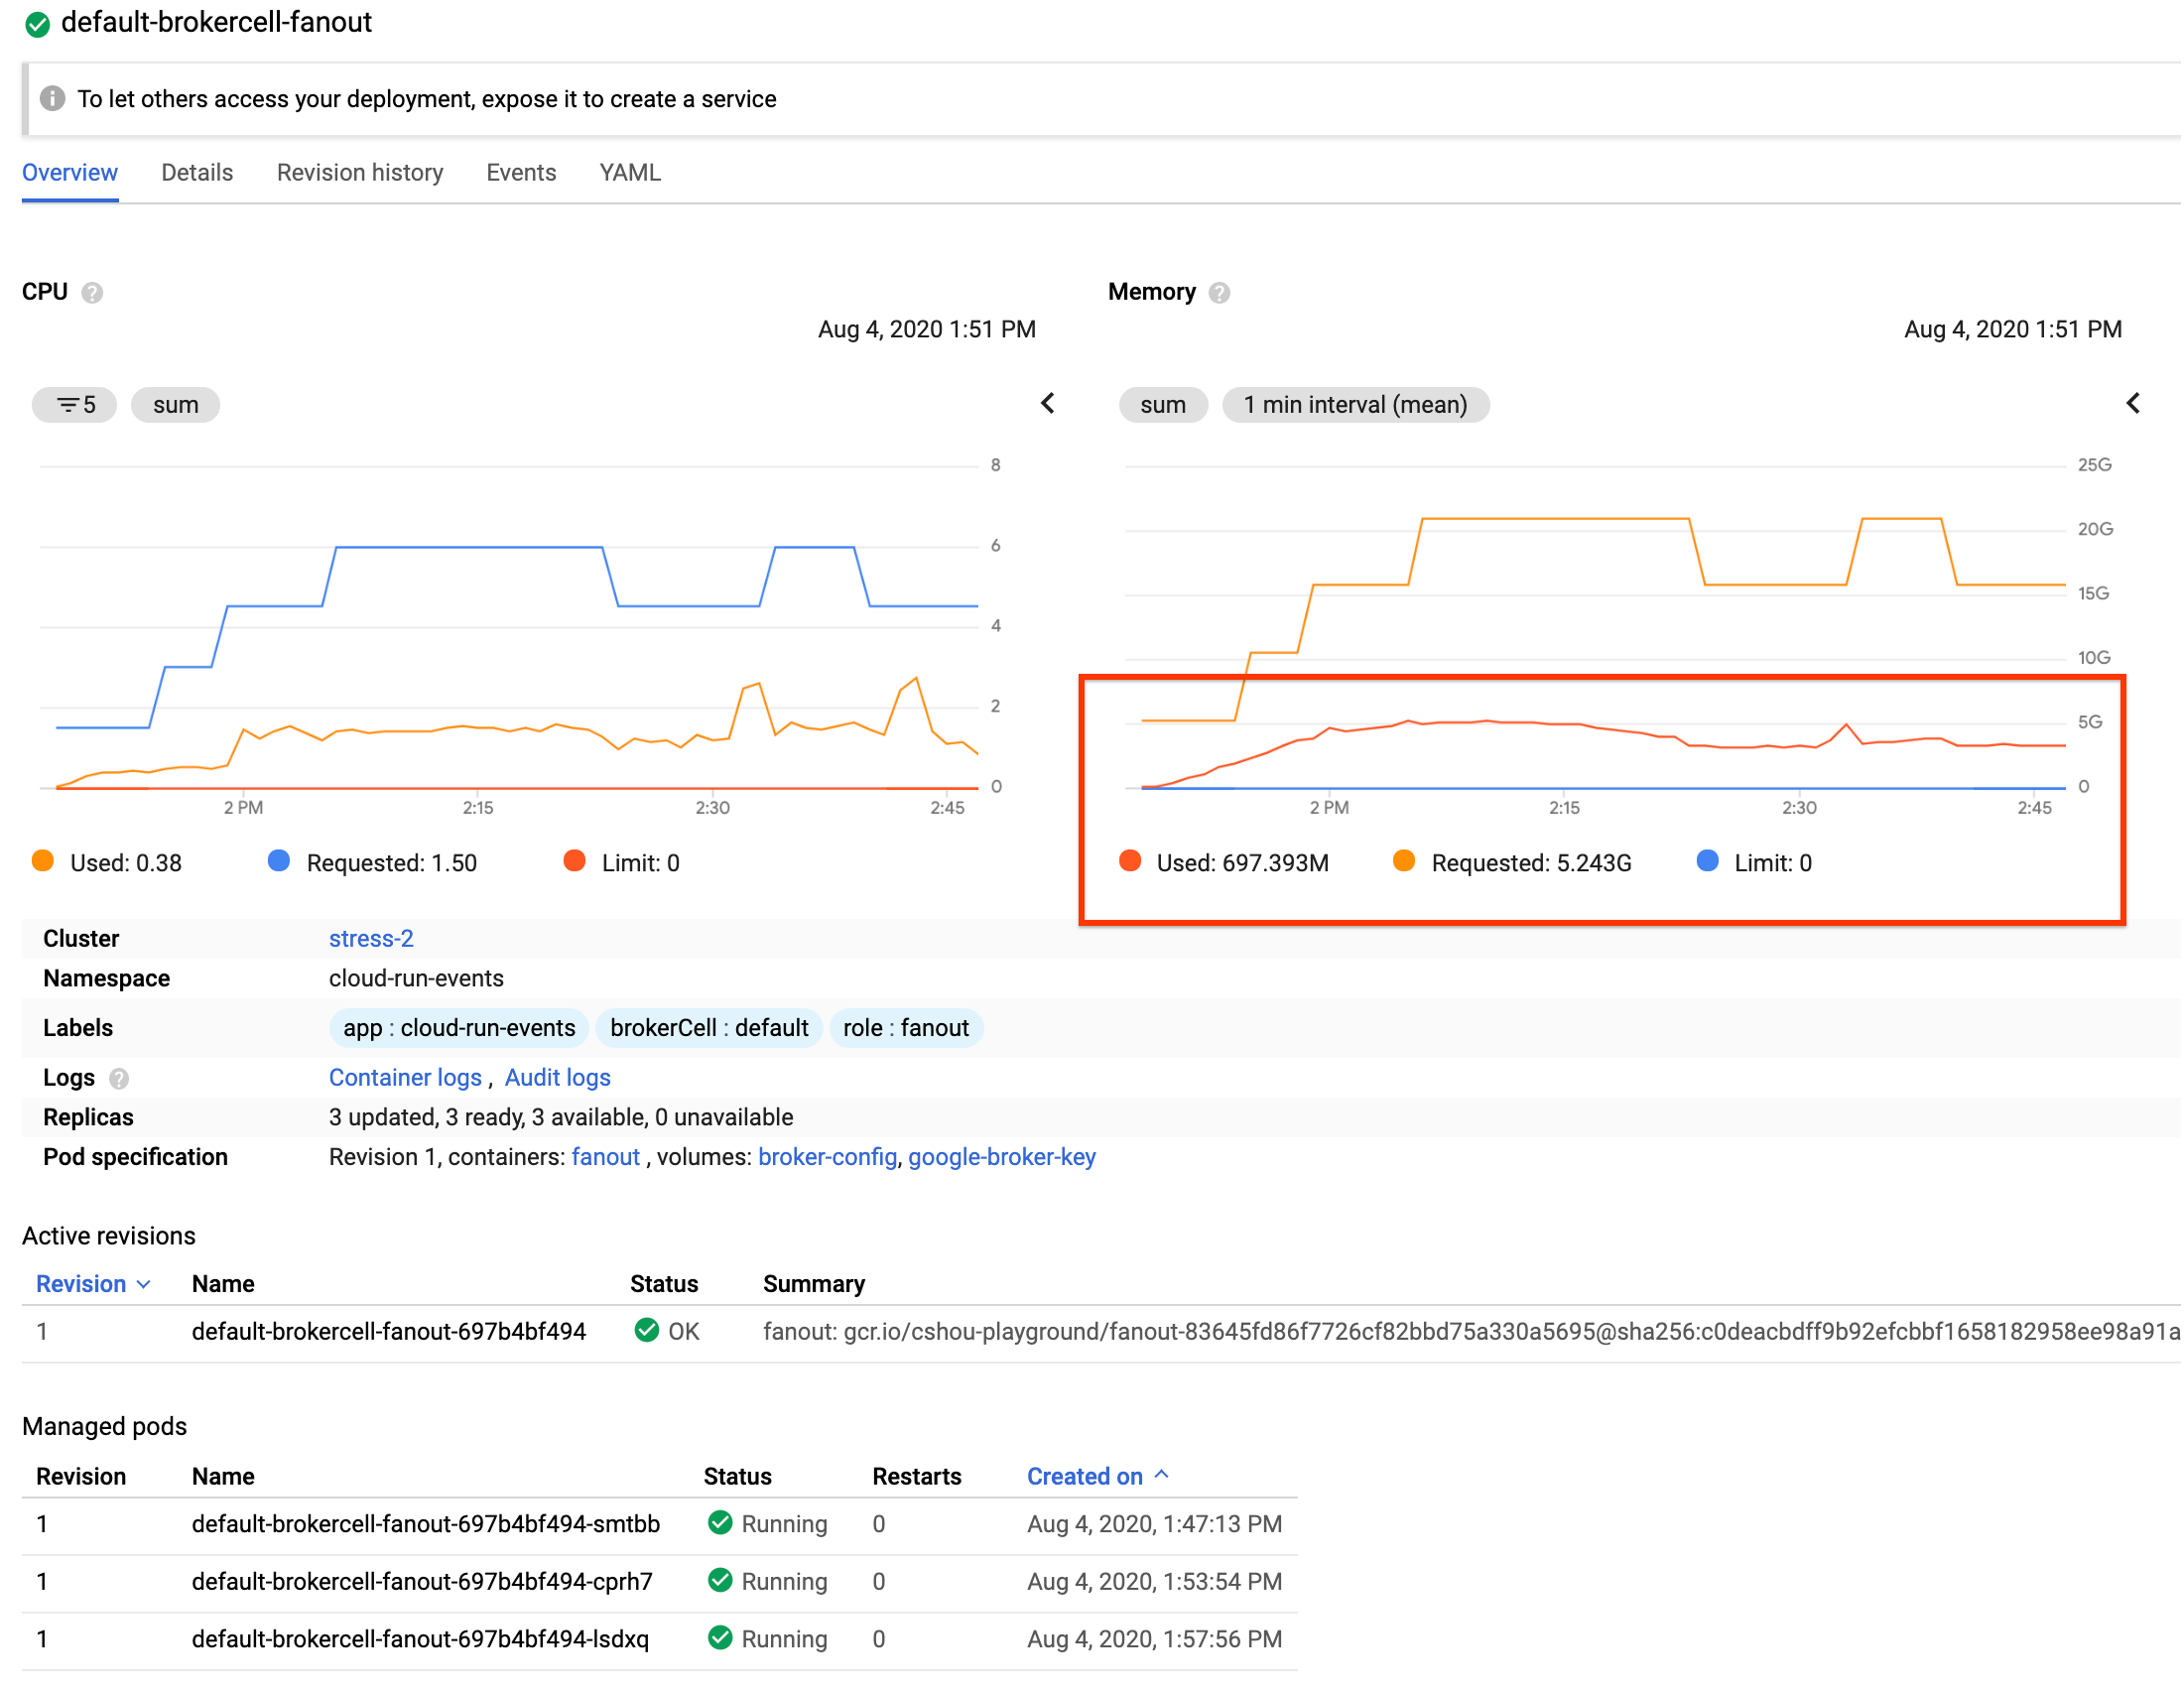 default-brokercell-fanout
To let others access your deployment, expose it to create a service
Overview Details Revision history Events YAML
CPU
Aug 4, 2020 1:51 PM
5 sum
8
6
4
2
0
2 PM 2:15 2:30 2:45
Used: 0.38 Requested: 1.50 Limit: 0
Memory
Aug 4, 2020 1:51 PM
sum 1 min interval (mean)
25G
20G
15G
10G
5G
0
2 PM 2:15 2:30 2:45
Used: 697.393M Requested: 5.243G Limit: 0
Cluster stress-2
Namespace cloud-run-events
Labels app : cloud-run-events brokerCell : default role : fanout
Logs Container logs , Audit logs
Replicas 3 updated, 3 ready, 3 available, 0 unavailable
Pod specification Revision 1, containers: fanout , volumes: broker-config, google-broker-key
Active revisions
Revision Name Status Summary
1 default-brokercell-fanout-697b4bf494 OK fanout: gcr.io/cshou-playground/fanout-83645fd86f7726cf82bbd75a330a5695@sha256:c0deacbdff9b92efcbbf1658182958ee98a91a
Managed pods
Revision Name Status Restarts Created on
1 default-brokercell-fanout-697b4bf494-smtbb Running 0 Aug 4, 2020, 1:47:13 PM
1 default-brokercell-fanout-697b4bf494-cprh7 Running 0 Aug 4, 2020, 1:53:54 PM
1 default-brokercell-fanout-697b4bf494-lsdxq Running 0 Aug 4, 2020, 1:57:56 PM